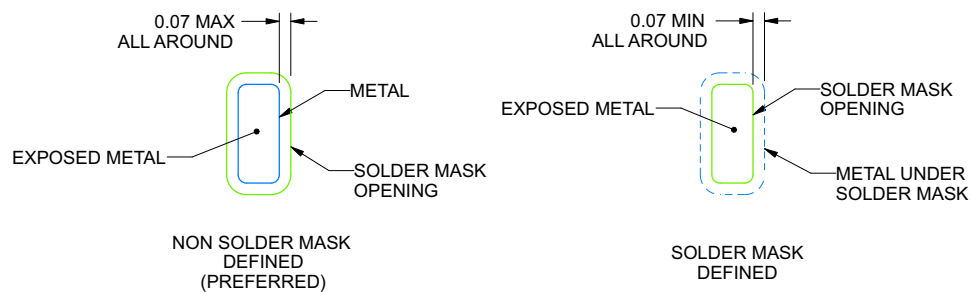 0.07 MAX
ALL AROUND
METAL
EXPOSED METAL
SOLDER MASK
OPENING
NON SOLDER MASK
DEFINED
(PREFERRED)
0.07 MIN
ALL AROUND
SOLDER MASK
OPENING
EXPOSED METAL
METAL UNDER
SOLDER MASK
SOLDER MASK
DEFINED